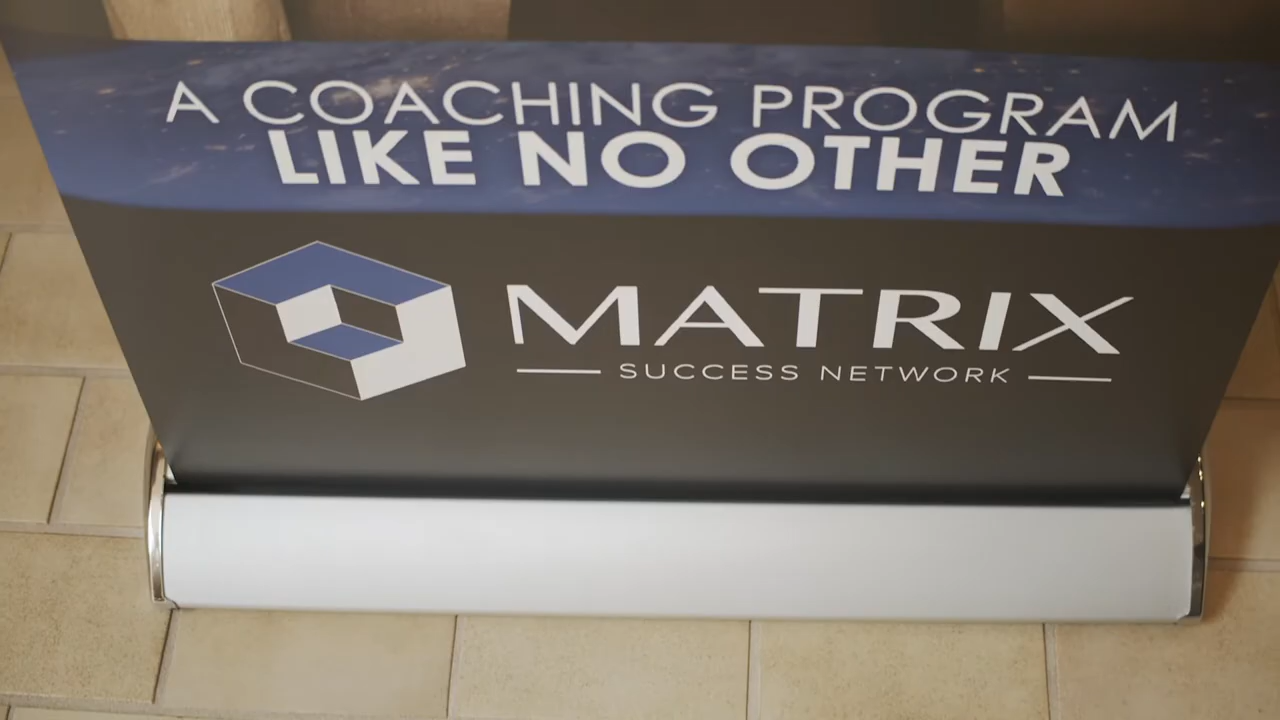 A COACHING PROGRAM
LIKE NO OTHER
MATRIX
SUCCESS NETWORK